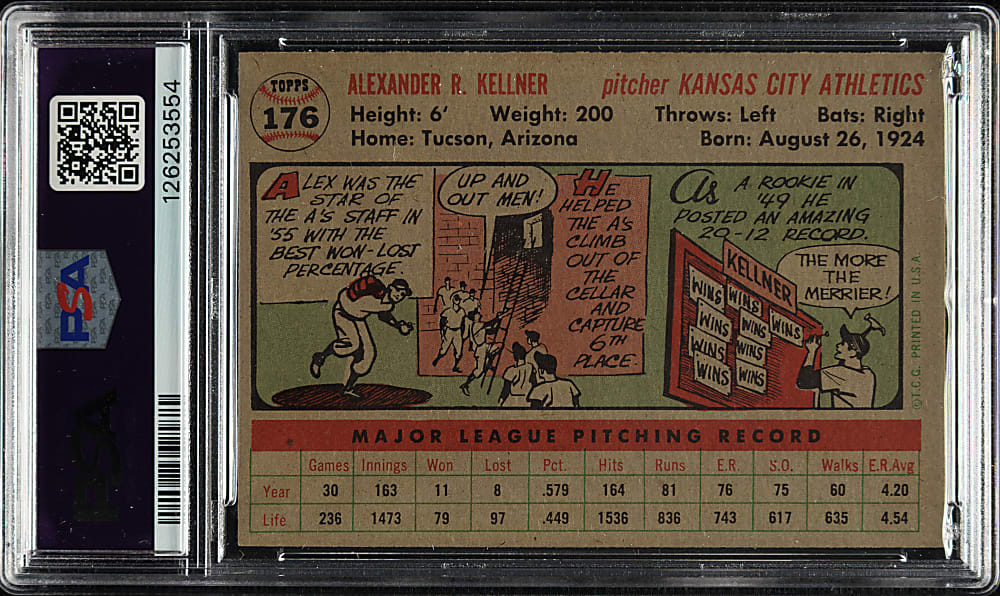 126253554
PSA
TOPPS
176
ALEXANDER R. KELLNER pitcher KANSAS CITY ATHLETICS
Height: 6' Weight: 200 Throws: Left Bats: Right
Home: Tucson, Arizona Born: August 26, 1924
ALEX WAS THE
STAR OF
THE A'S STAFF IN
'55 WITH THE
BEST WON-LOST
PERCENTAGE.
UP AND
OUT MEN!
HE
HELPED
THE A'S
CLIMB
OUT OF
THE
CELLAR
AND
CAPTURE
6TH
PLACE.
AS A ROOKIE IN
'49 HE
POSTED AN AMAZING
20-12 RECORD.
KELLNER
WINS WINS
WINS WINS WINS
WINS WINS
WINS WINS
THE MORE
THE
MERRIER!
©T.C.G. PRINTED IN U.S.A.
MAJOR LEAGUE PITCHING RECORD
Games Innings Won Lost Pct. Hits Runs E.R. S.O. Walks E.R.Avg
Year 30 163 11 8 .579 164 81 76 75 60 4.20
Life 236 1473 79 97 .449 1536 836 743 617 635 4.54